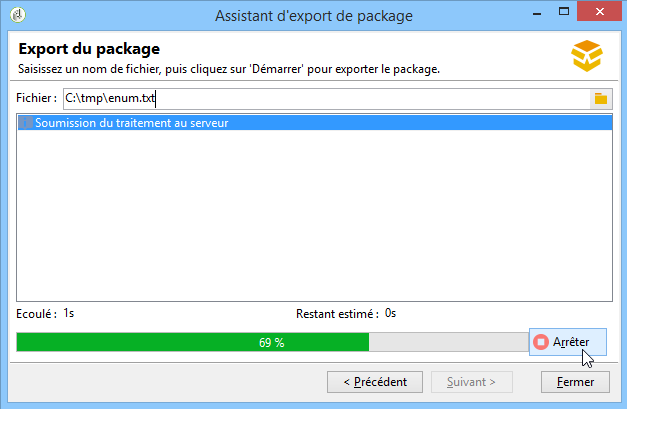 Assistant d'export de package
Export du package
Saisissez un nom de fichier, puis cliquez sur 'Démarrer' pour exporter le package.
Fichier : C:\tmp\enum.txt
Soumission du traitement au serveur
Ecoulé : 1s Restant estimé : 0s
69 % Arrêter
< Précédent Suivant > Fermer